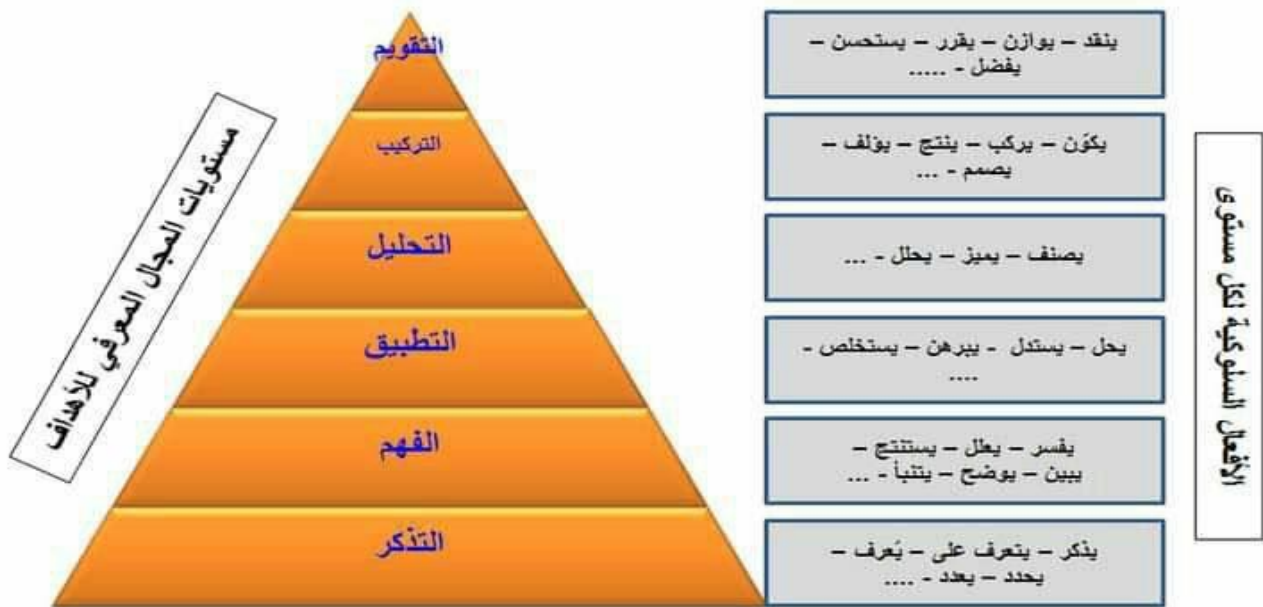 مستويات المجال المعرفي للأهداف
الأفعال السلوكية لكل مستوى
التقويم
ينقد – يوازن – يقرر – يستحسن –
يفضل - .....
التركيب
يكوّن – يركب – ينتج – يؤلف –
يصمم - ...
التحليل
يصنف – يميز – يحلل - ...
التطبيق
يحل – يستدل - يبرهن – يستخلص -
....
الفهم
يفسر – يعلل – يستنتج –
يبين – يوضح – يتنبأ - ...
التذكر
يذكر – يتعرف على – يُعرف –
يحدد – يعدد - ....